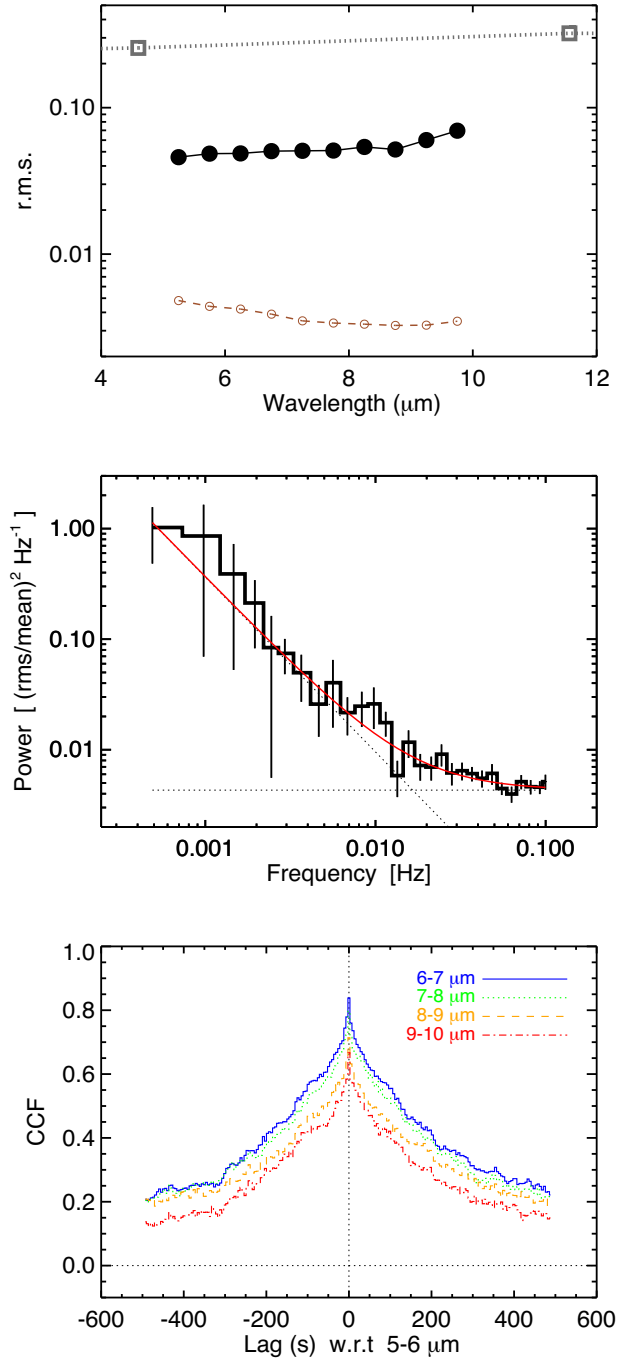 0.10
0.01
r.m.s.
4 6 8 10 12
Wavelength (μm)
1.00
0.10
0.01
Power [ (rms/mean)² Hz⁻¹ ]
0.001 0.010 0.100
Frequency [Hz]
1.0
0.8
0.6
0.4
0.2
0.0
CCF
6-7 μm
7-8 μm
8-9 μm
9-10 μm
-600 -400 -200 0 200 400 600
Lag (s) w.r.t 5-6 μm